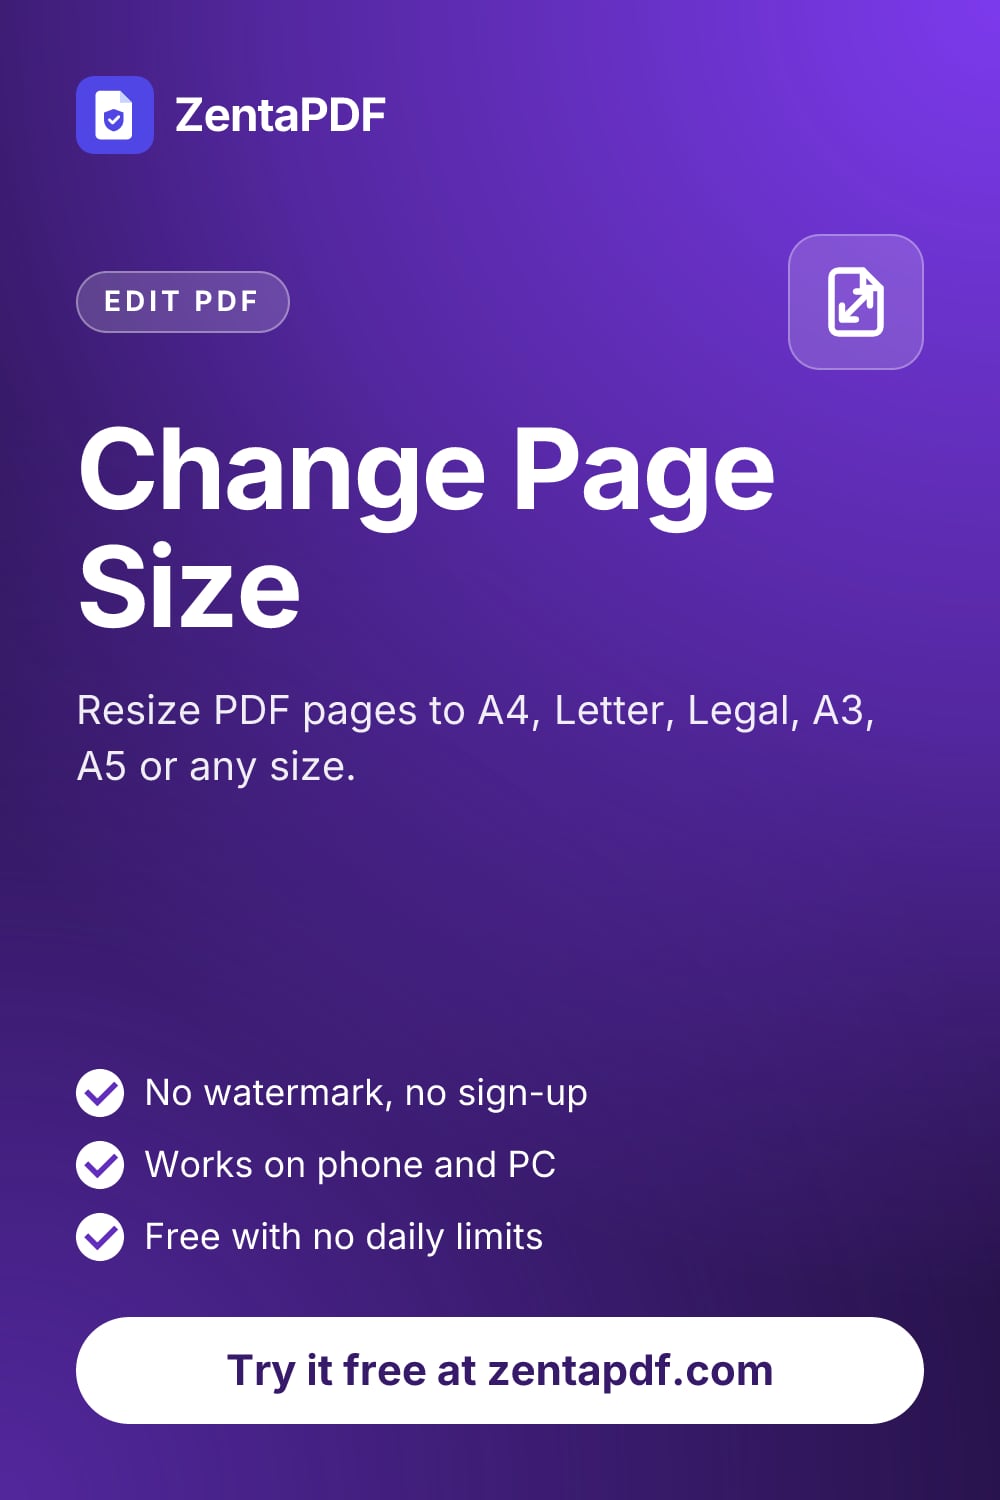 ZentaPDF
EDIT PDF
Change Page
Size
Resize PDF pages to A4, Letter, Legal, A3,
A5 or any size.
No watermark, no sign-up
Works on phone and PC
Free with no daily limits
Try it free at zentapdf.com